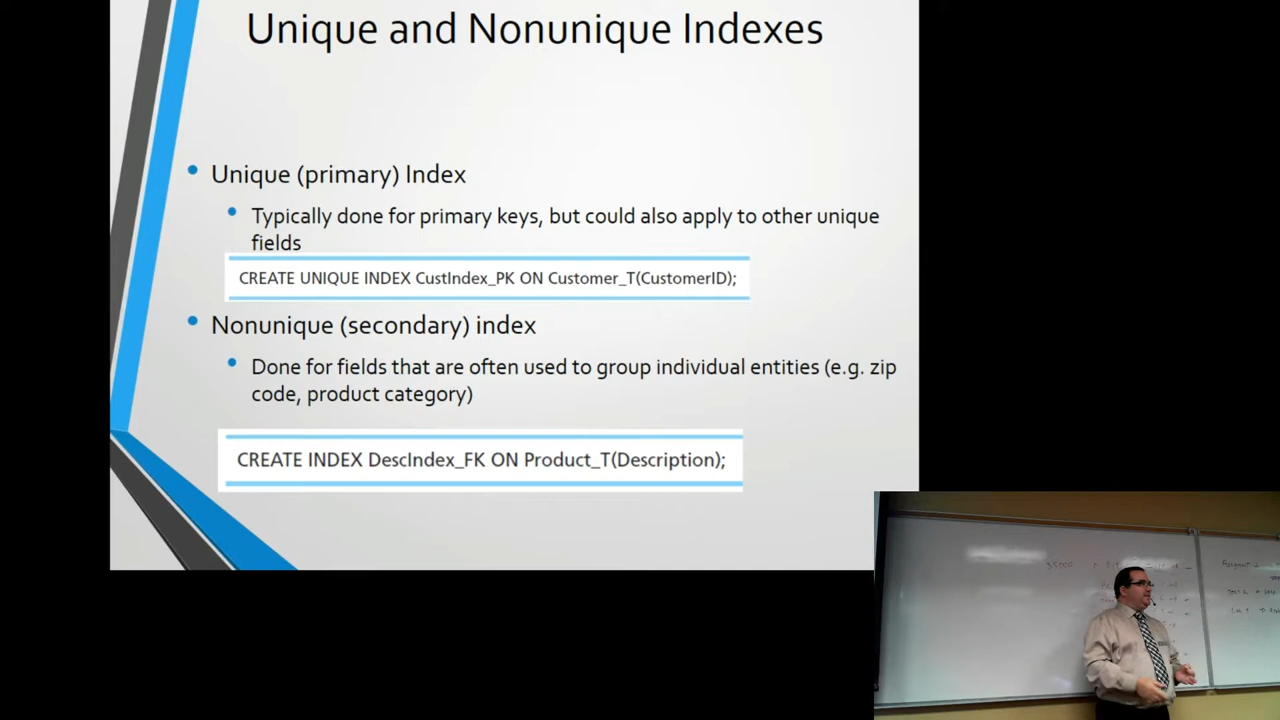 Unique and Nonunique Indexes
Unique (primary) Index
Typically done for primary keys, but could also apply to other unique
fields
CREATE UNIQUE INDEX CustIndex_PK ON Customer_T(CustomerID);
Nonunique (secondary) index
Done for fields that are often used to group individual entities (e.g. zip
code, product category)
CREATE INDEX DescIndex_FK ON Product_T(Description);
35000